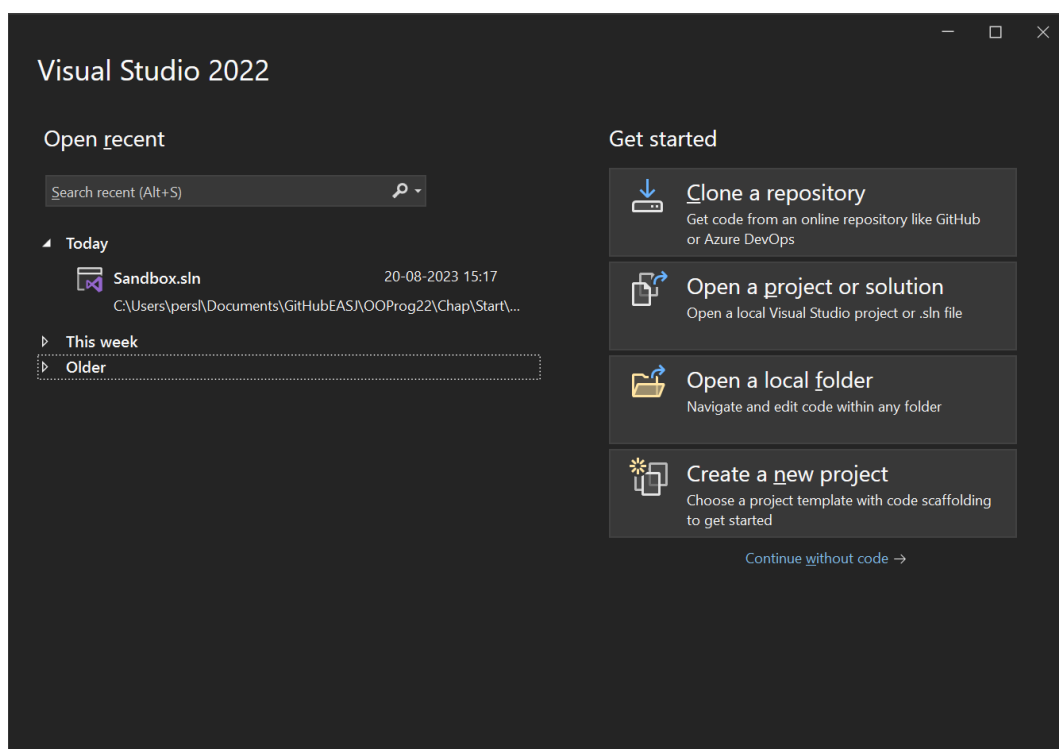 Visual Studio 2022
Open recent
Search recent (Alt+S)
Today
Sandbox.sln 20-08-2023 15:17
C:\Users\persl\Documents\GitHubEASJ\OOProg22\Chap\Start\...
This week
Older
Get started
Clone a repository
Get code from an online repository like GitHub
or Azure DevOps
Open a project or solution
Open a local Visual Studio project or .sln file
Open a local folder
Navigate and edit code within any folder
Create a new project
Choose a project template with code scaffolding
to get started
Continue without code →